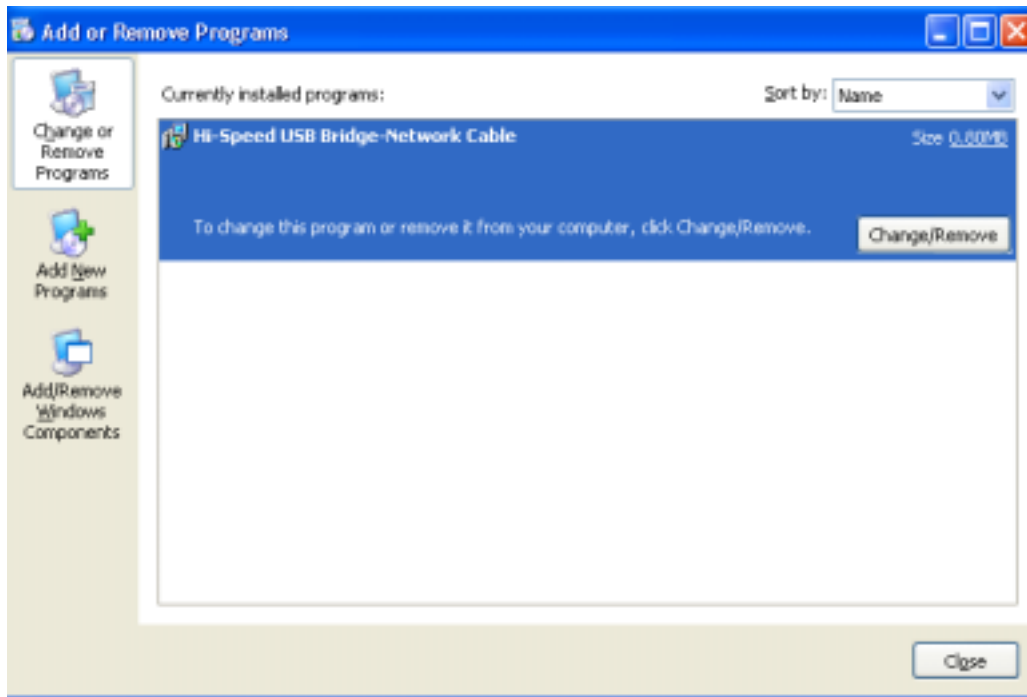 Add or Remove Programs
Change or
Remove
Programs
Add New
Programs
Add/Remove
Windows
Components
Currently installed programs:
Sort by: Name
Hi-Speed USB Bridge-Network Cable Size 0.80MB
To change this program or remove it from your computer, click Change/Remove. Change/Remove
Close